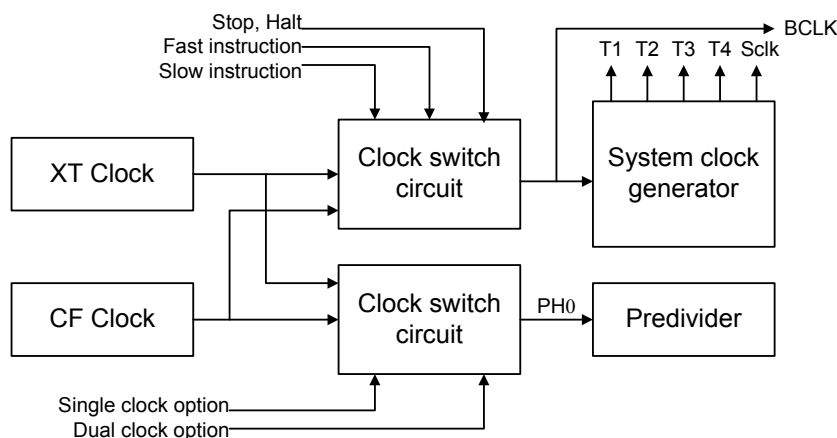 Stop, Halt
Fast instruction
Slow instruction
BCLK
T1 T2 T3 T4 Sclk
XT Clock
Clock switch
circuit
System clock
generator
CF Clock
Clock switch
circuit
PH0
Predivider
Single clock option
Dual clock option